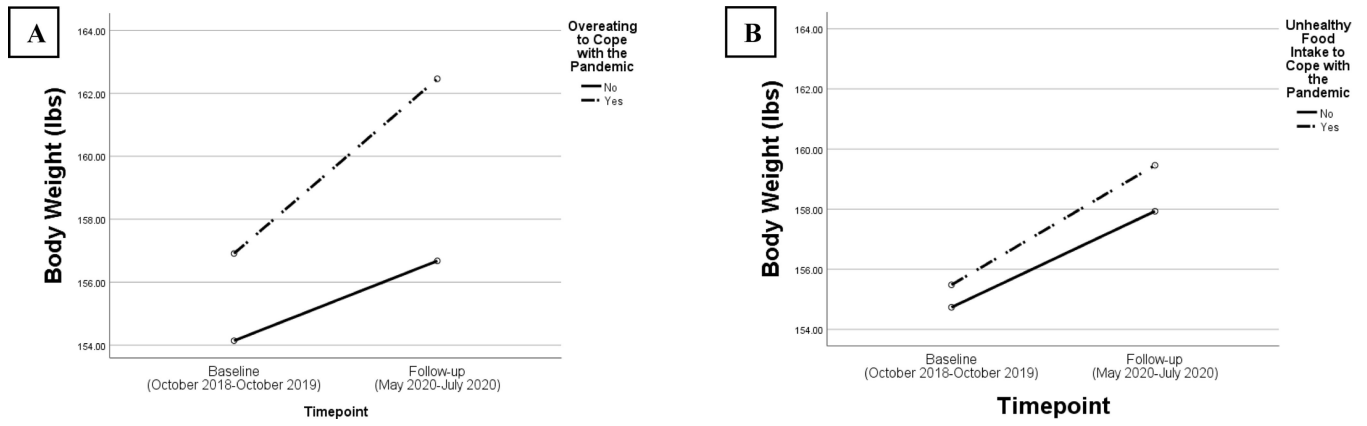 A
Body Weight (lbs)
164.00
162.00
160.00
158.00
156.00
154.00
Baseline
(October 2018-October 2019)
Follow-up
(May 2020-July 2020)
Timepoint
Overeating
to Cope
with the
Pandemic
No
Yes
B
Body Weight (lbs)
164.00
162.00
160.00
158.00
156.00
154.00
Baseline
(October 2018-October 2019)
Follow-up
(May 2020-July 2020)
Timepoint
Unhealthy
Food
Intake to
Cope with
the
Pandemic
No
Yes